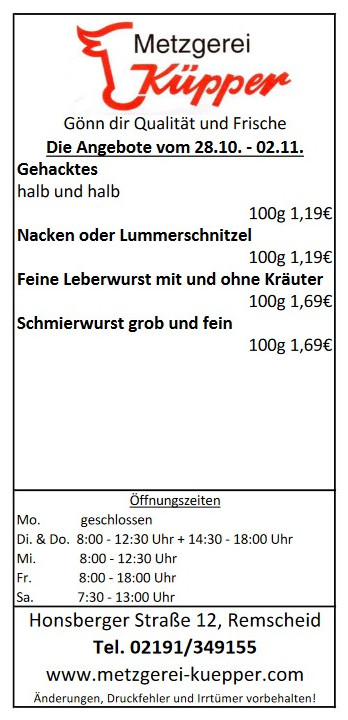 Metzgerei
Küpper
Gönn dir Qualität und Frische
Die Angebote vom 28.10. - 02.11.
Gehacktes
halb und halb
100g 1,19€
Nacken oder Lummerschnitzel
100g 1,19€
Feine Leberwurst mit und ohne Kräuter
100g 1,69€
Schmierwurst grob und fein
100g 1,69€
Öffnungszeiten
Mo. geschlossen
Di. & Do. 8:00 - 12:30 Uhr + 14:30 - 18:00 Uhr
Mi. 8:00 - 12:30 Uhr
Fr. 8:00 - 18:00 Uhr
Sa. 7:30 - 13:00 Uhr
Honsberger Straße 12, Remscheid
Tel. 02191/349155
www.metzgerei-kuepper.com
Änderungen, Druckfehler und Irrtümer vorbehalten!